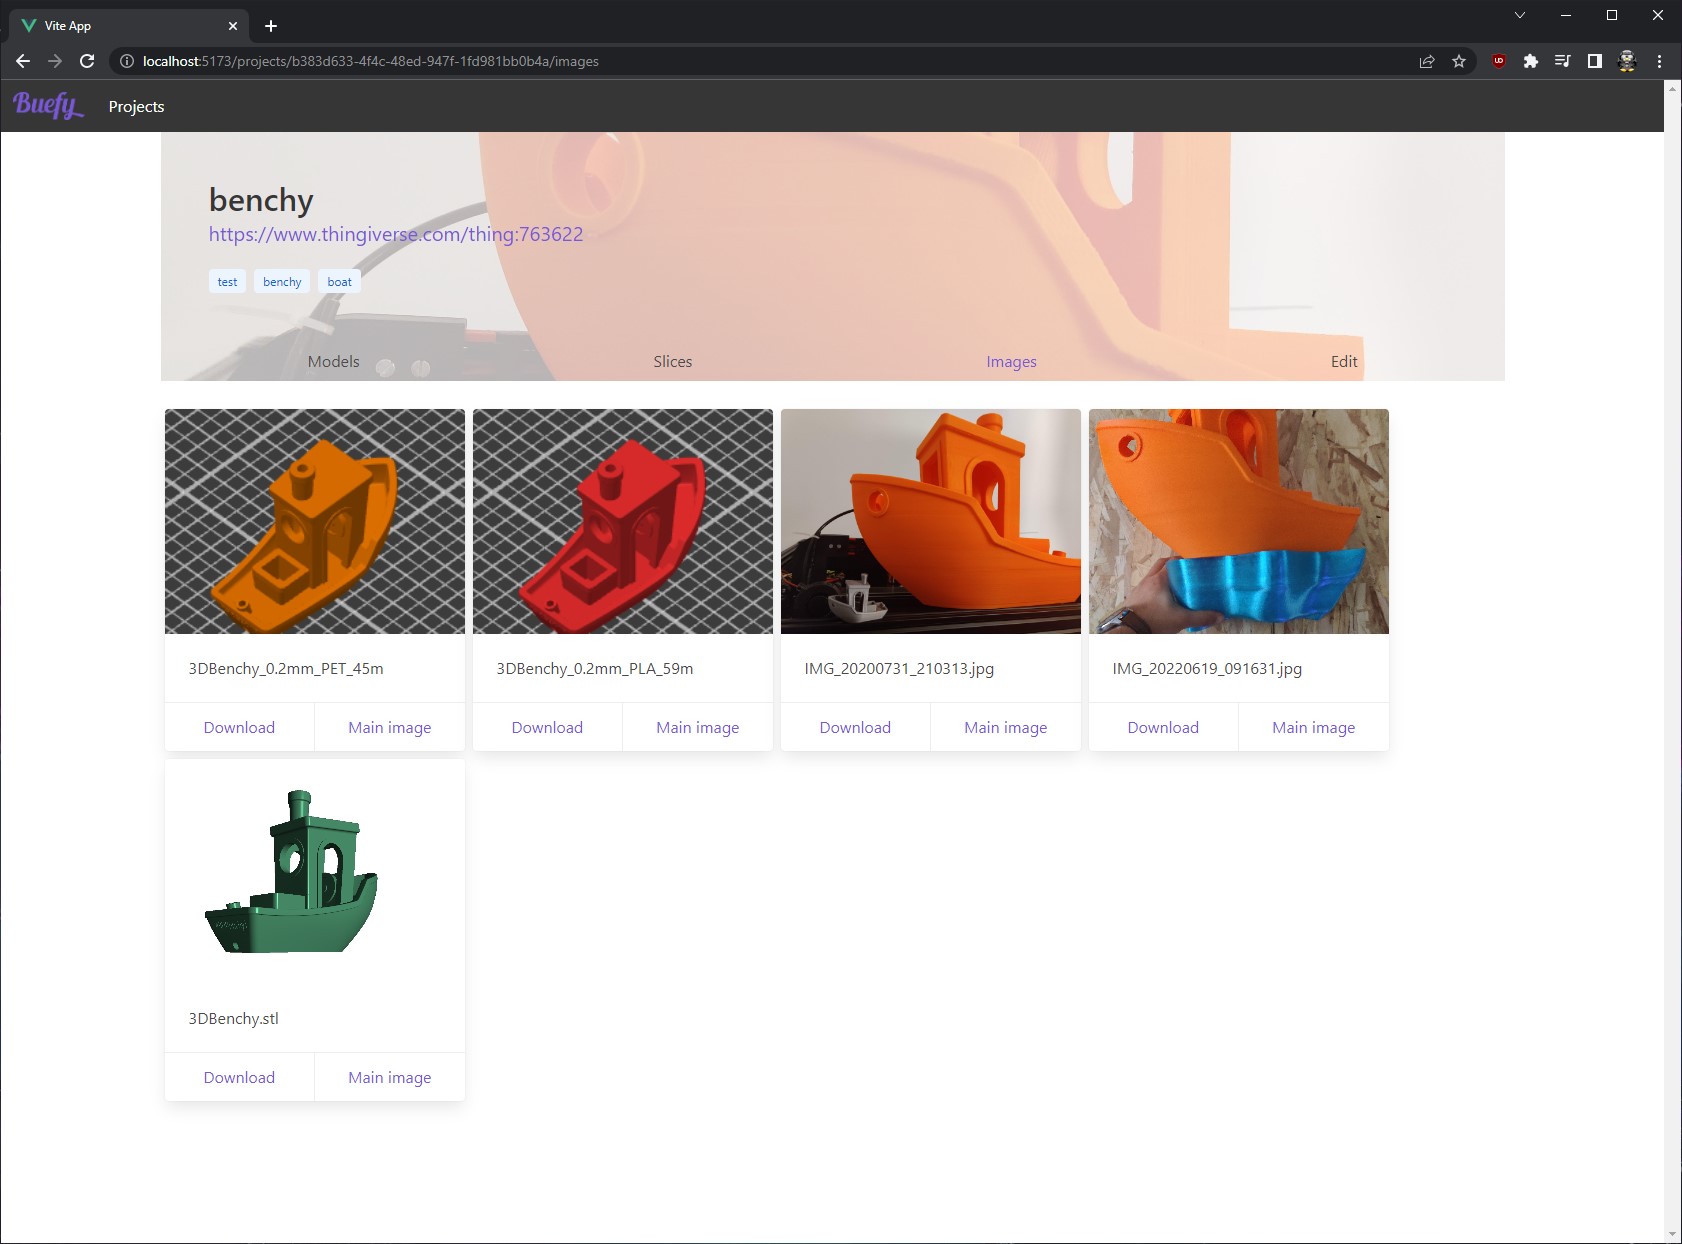 Vite App
localhost:5173/projects/b383d633-4f4c-48ed-947f-1fd981bb0b4a/images
Buefy Projects
benchy
https://www.thingiverse.com/thing:763622
test benchy boat
Models Slices Images Edit
3DBenchy_0.2mm_PET_45m
3DBenchy_0.2mm_PLA_59m
IMG_20200731_210313.jpg
IMG_20220619_091631.jpg
Download Main image
Download Main image
Download Main image
Download Main image
3DBenchy.stl
Download Main image